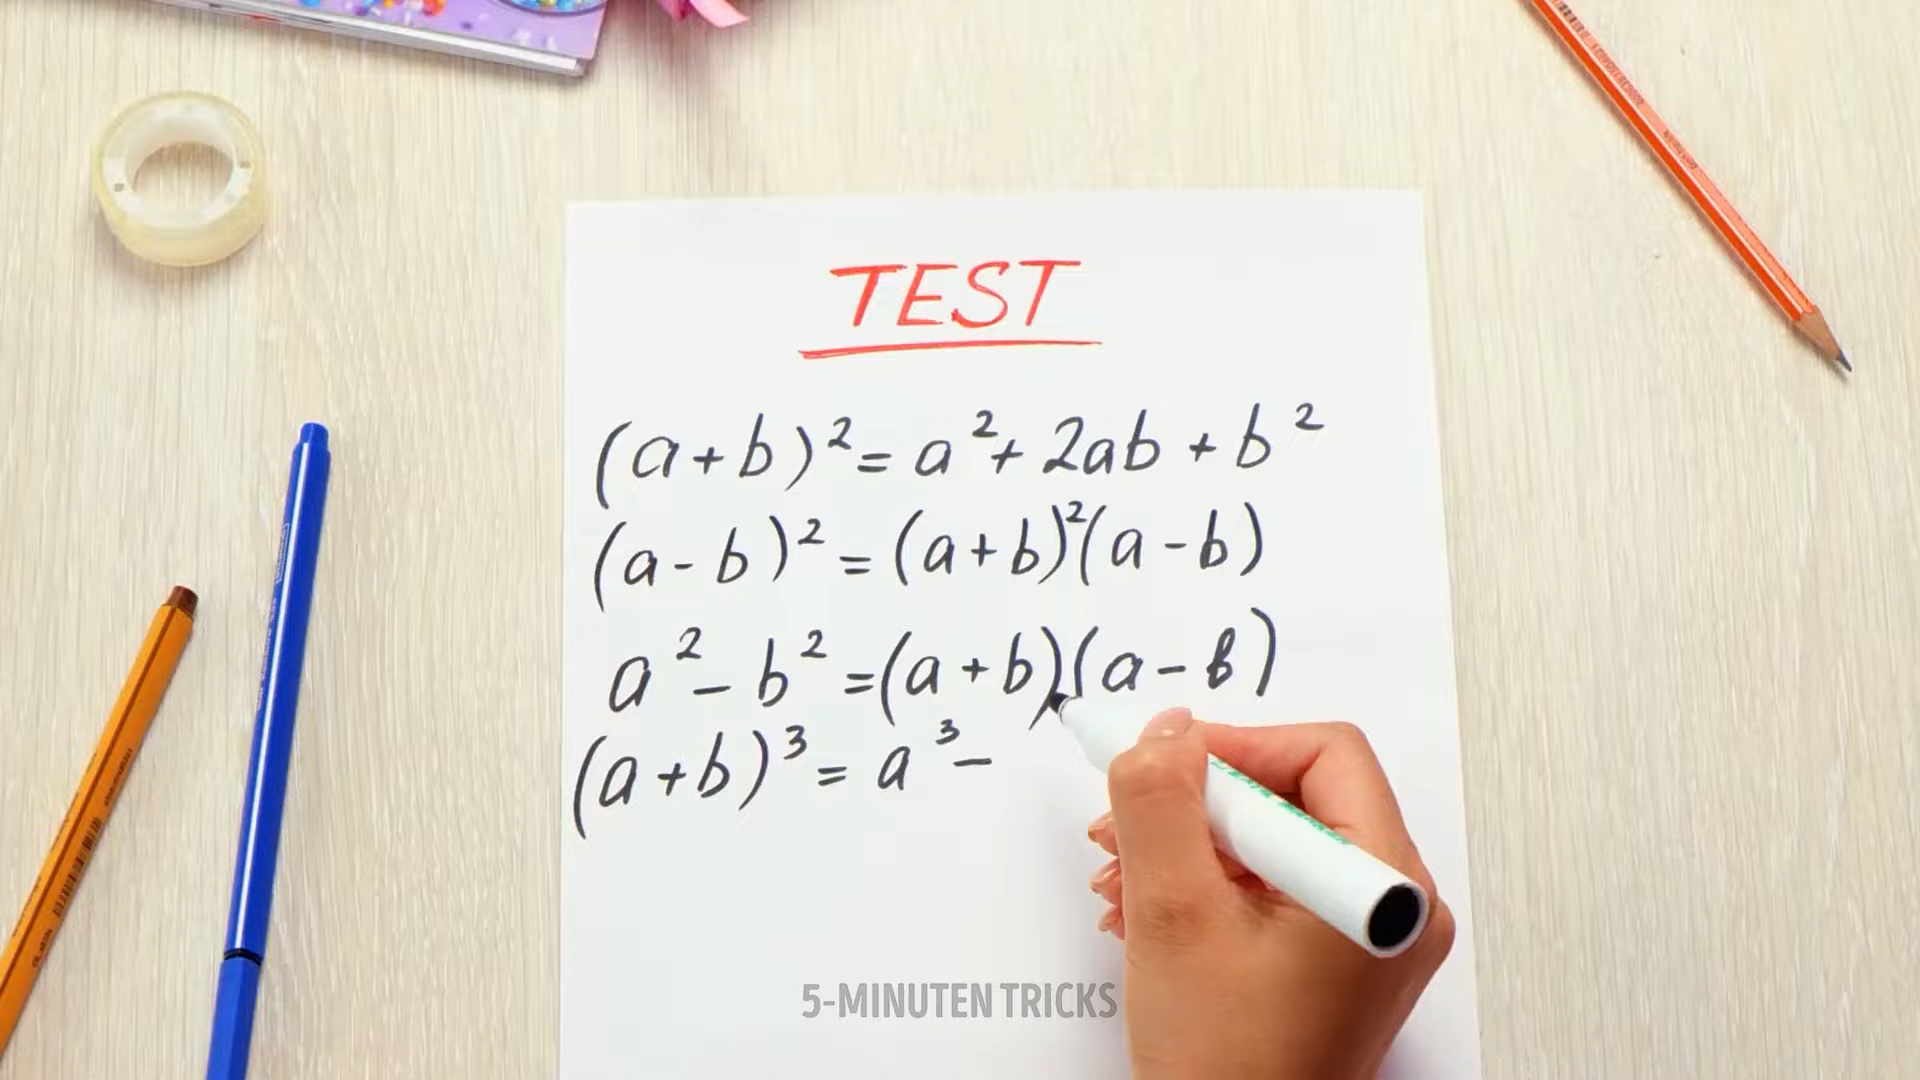 TEST
(a+b)²= a²+ 2ab + b²
(a-b)² = (a+b)²(a-b)
a²- b² =(a+b)(a-b)
(a+b)³= a³-
5-MINUTEN TRICKS